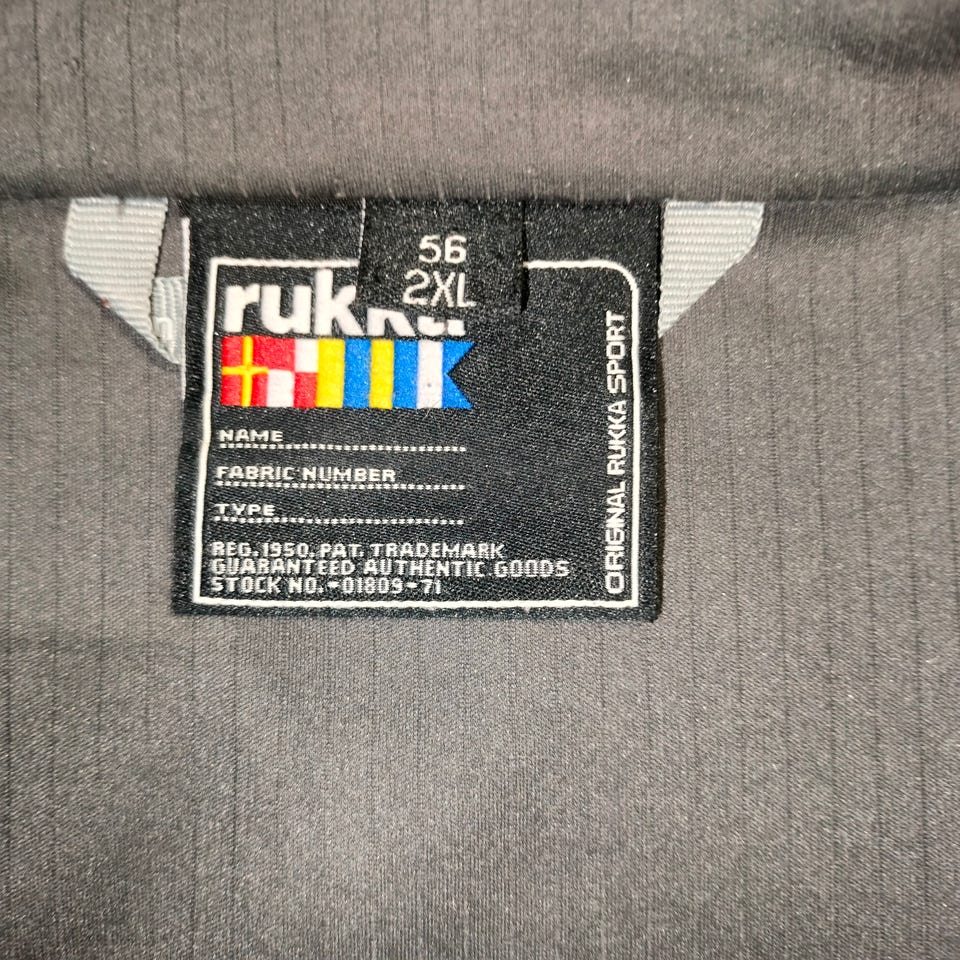 56
2XL
rukka
NAME
FABRIC NUMBER
TYPE
REG. 1950. PAT. TRADEMARK
GUARANTEED AUTHENTIC GOODS
STOCK NO.-01809-71
ORIGINAL RUKKA SPORT